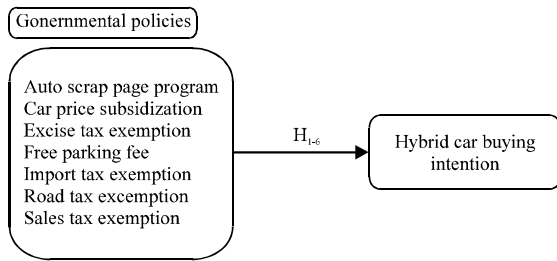 Gonernmental policies
Auto scrap page program
Car price subsidization
Excise tax exemption
Free parking fee
Import tax exemption
Road tax excemption
Sales tax exemption
H1-6
Hybrid car buying
intention